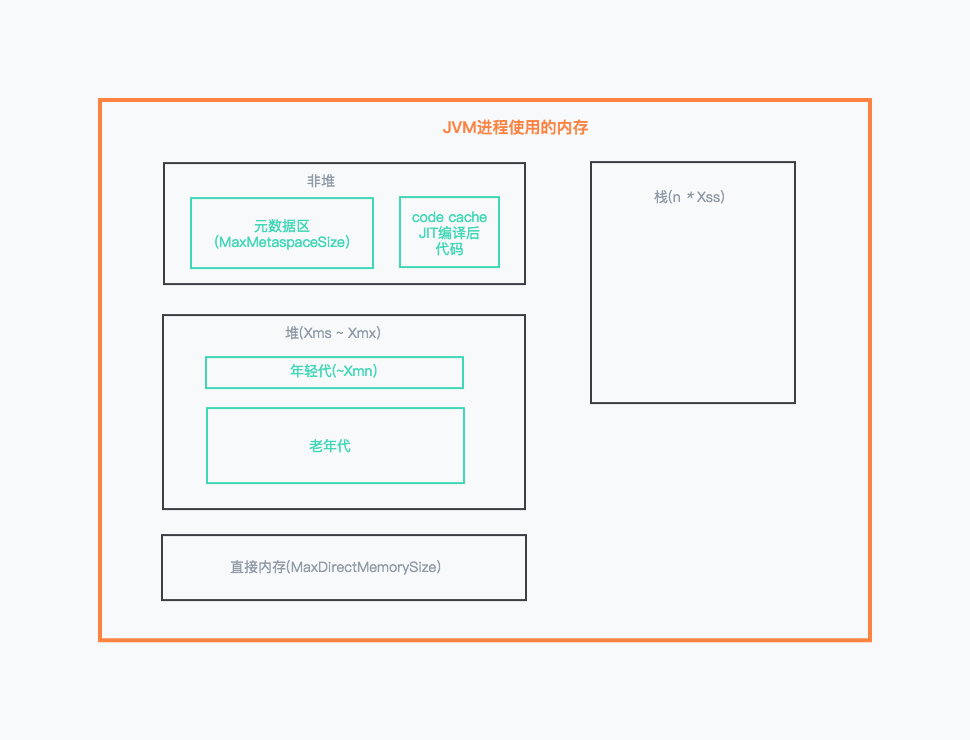 JVM进程使用的内存
非堆
元数据区
(MaxMetaspaceSize)
code cache
JIT编译后
代码
栈(n * Xss)
堆(Xms ~ Xmx)
年轻代(~Xmn)
老年代
直接内存(MaxDirectMemorySize)